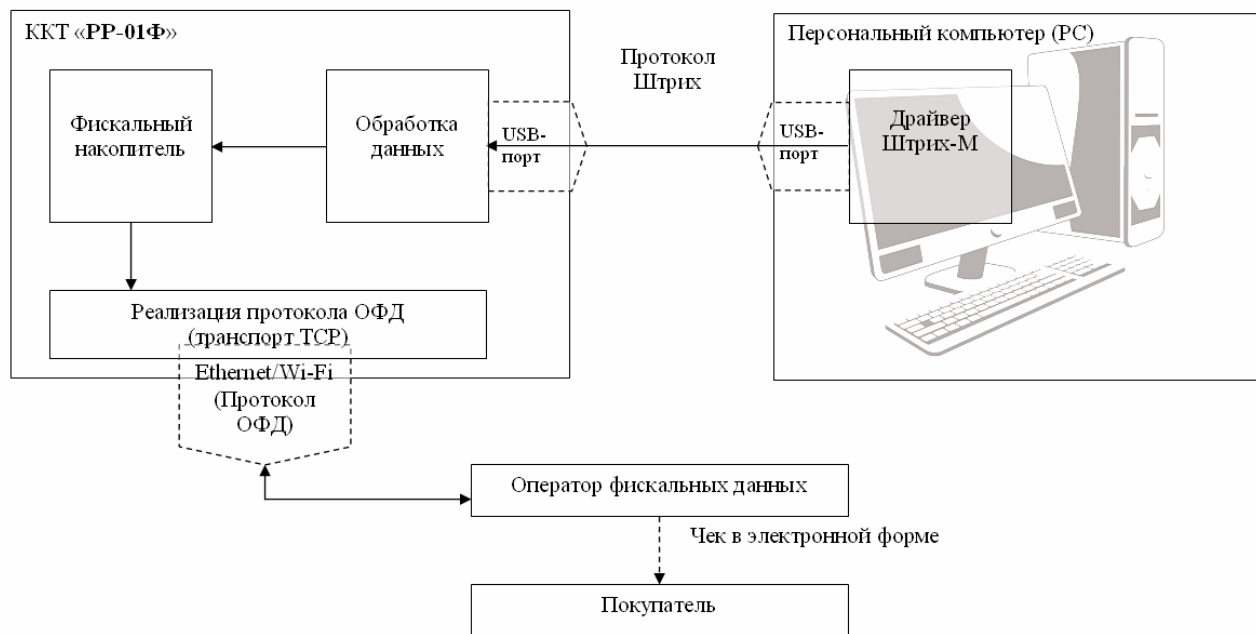 ККТ «РР-01Ф»
Фискальный
накопитель
Обработка
данных
USB-
порт
Протокол
Штрих
Персональный компьютер (PC)
USB-
порт
Драйвер
Штрих-М
Реализация протокола ОФД
(транспорт TCP)
Ethernet/Wi-Fi
(Протокол
ОФД)
Оператор фискальных данных
Чек в электронной форме
Покупатель